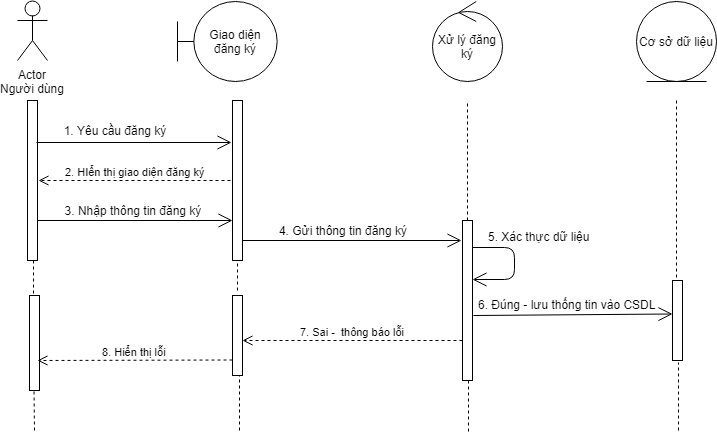 Giao diện
đăng ký
Xử lý đăng
ký
Cơ sở dữ liệu
Actor
Người dùng
1. Yêu cầu đăng ký
2. HIển thị giao diện đăng ký
3. Nhập thông tin đăng ký
4. Gửi thông tin đăng ký
5. Xác thực dữ liệu
6. Đúng - lưu thống tin vào CSDL
7. Sai - thông báo lỗi
8. Hiển thị lỗi